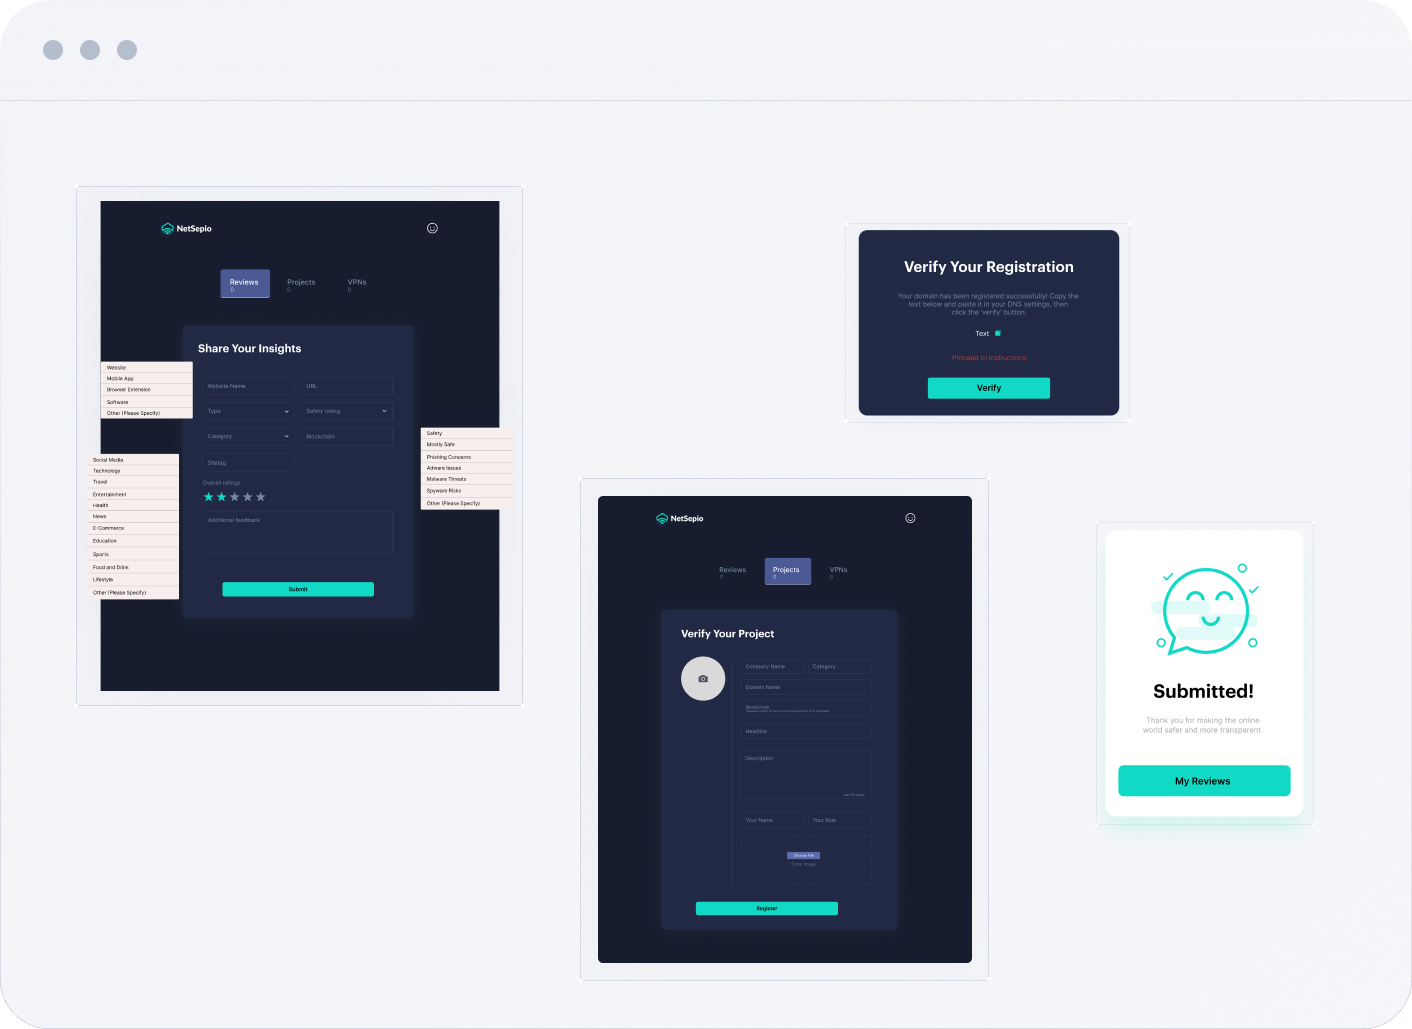 NetSepio
Reviews
0
Projects
0
VPNs
0
Share Your Insights
Website Name
URL
Type
Safety rating
Category
Blockchain
Sitetag
Overall ratings
Additional feedback
Submit
Website
Mobile App
Browser Extension
Software
Other (Please Specify)
Social Media
Technology
Travel
Entertainment
Health
News
E-Commerce
Education
Sports
Food and Drink
Lifestyle
Other (Please Specify)
Safety
Mostly Safe
Phishing Concerns
Adware Issues
Malware Threats
Spyware Risks
Other (Please Specify)
Verify Your Registration
Your domain has been registered successfully! Copy the
text below and paste it in your DNS settings, then
click the 'verify' button.
Text
Proceed to Instructions
Verify
NetSepio
Reviews
0
Projects
0
VPNs
0
Verify Your Project
Company Name
Category
Domain Name
Blockchain
Headline
Description
Your Name
Your Role
Choose File
Cover Image
Register
Submitted!
Thank you for making the online
world safer and more transparent.
My Reviews